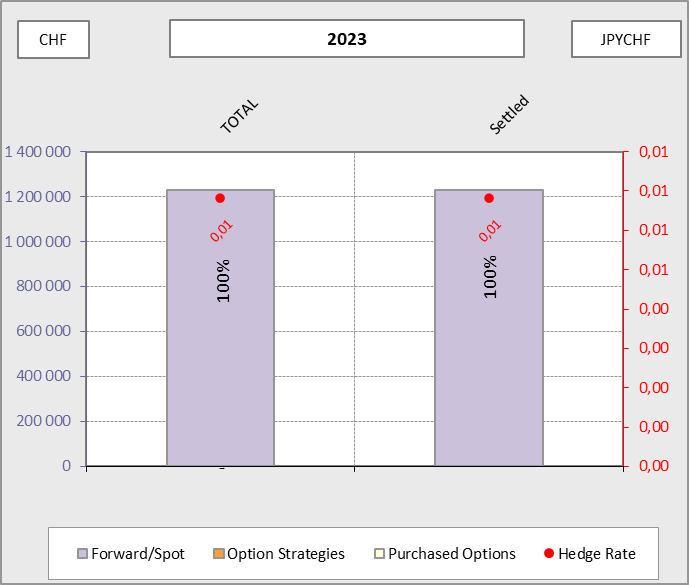 CHF
2023
JPYCHF
TOTAL
Settled
1 400 000
1 200 000
1 000 000
800 000
600 000
400 000
200 000
0
0,01
0,01
0,01
0,01
0,00
0,00
0,00
0,00
0,00
0,01
100%
0,01
100%
-
Forward/Spot
Option Strategies
Purchased Options
Hedge Rate